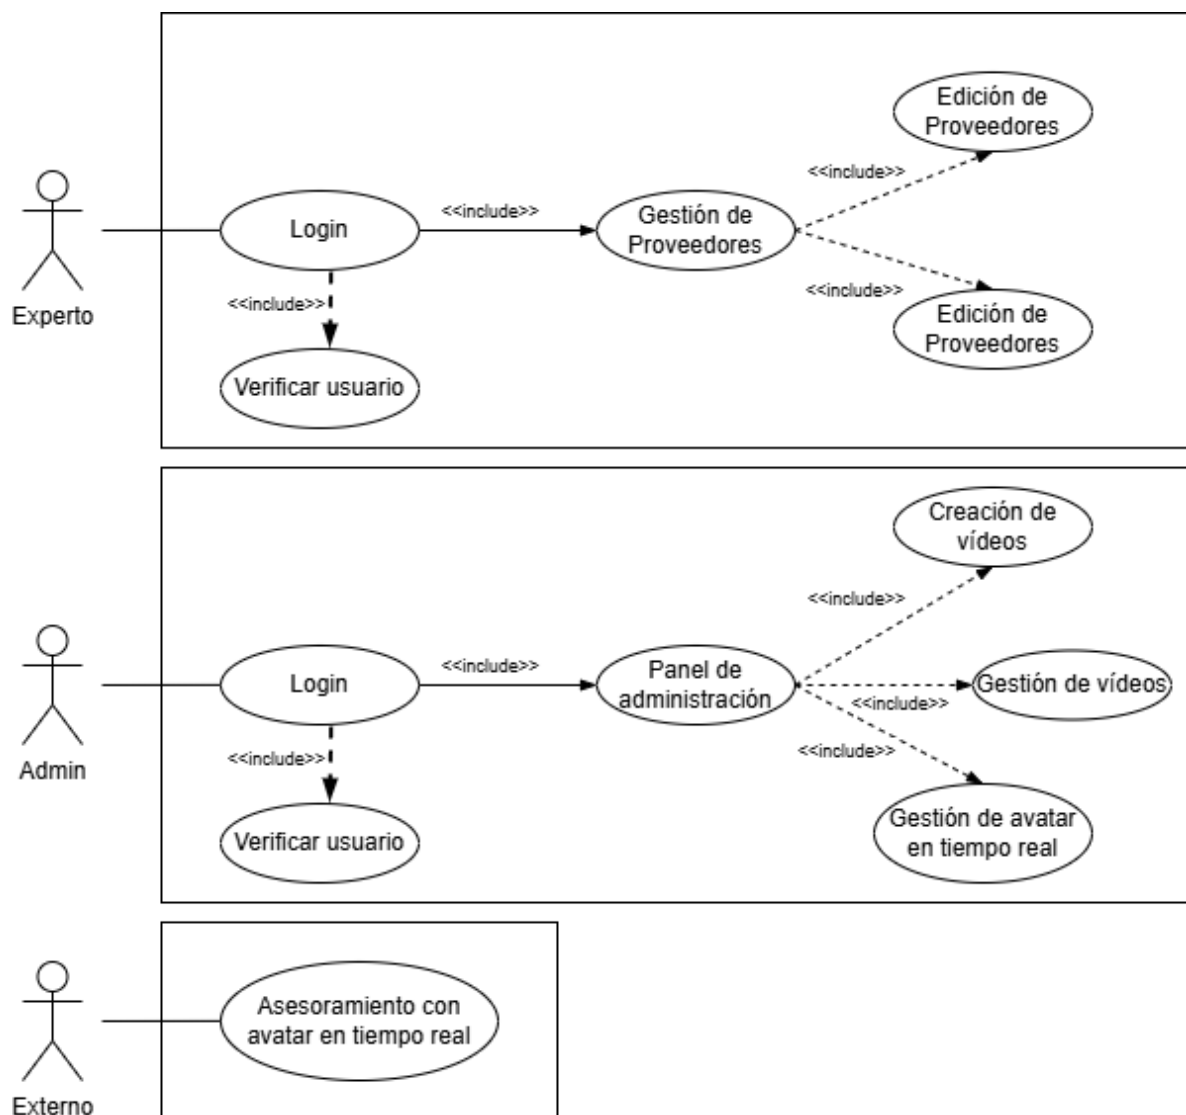 Edición de
Proveedores
<<include>>
<<include>>
Gestión de
Proveedores
Login
Experto
<<include>>
<<include>>
Edición de
Proveedores
Verificar usuario
Creación de
vídeos
<<include>>
<<include>>
Panel de
administración
Login
Gestión de vídeos
<<include>>
Admin
<<include>>
<<include>>
Gestión de avatar
en tiempo real
Verificar usuario
Asesoramiento con
avatar en tiempo real
Externo